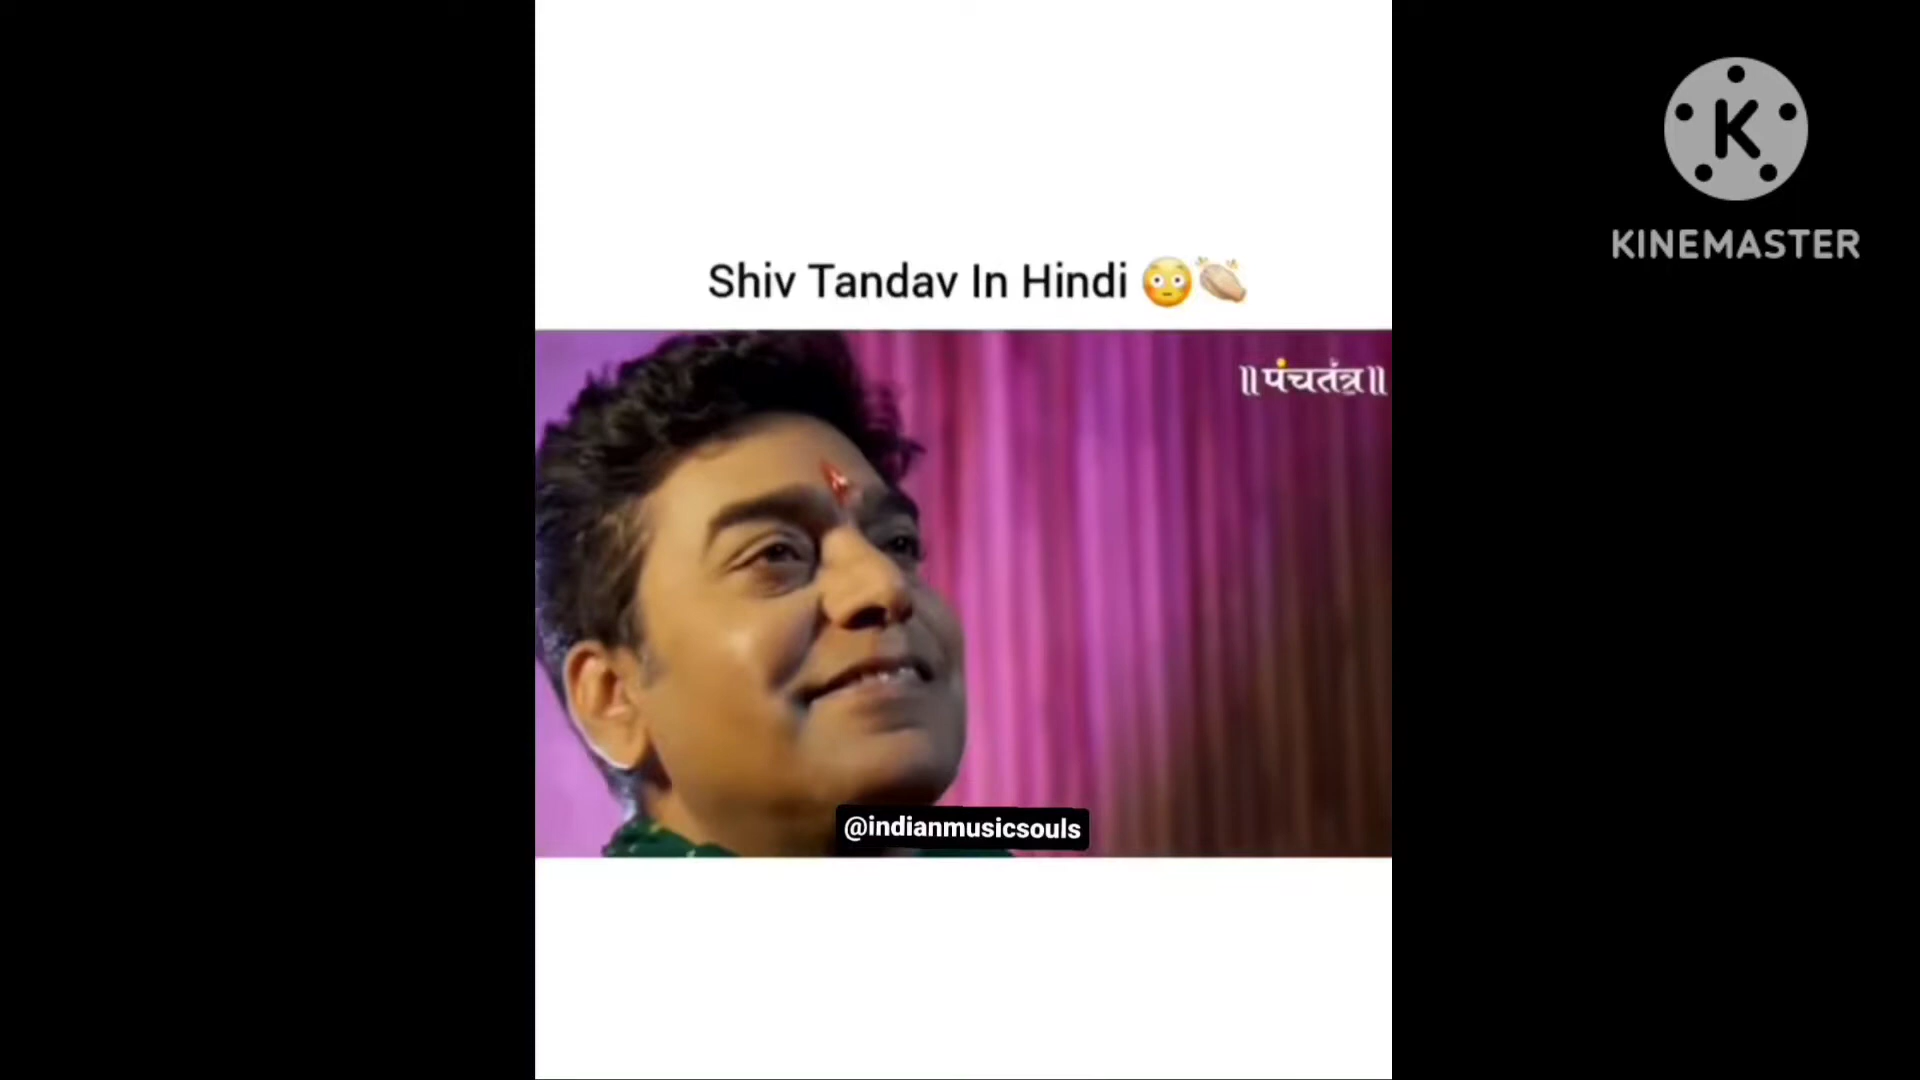 Shiv Tandav In Hindi 😳👏🏻
॥पंचतंत्र॥
@indianmusicsouls
K
KINEMASTER